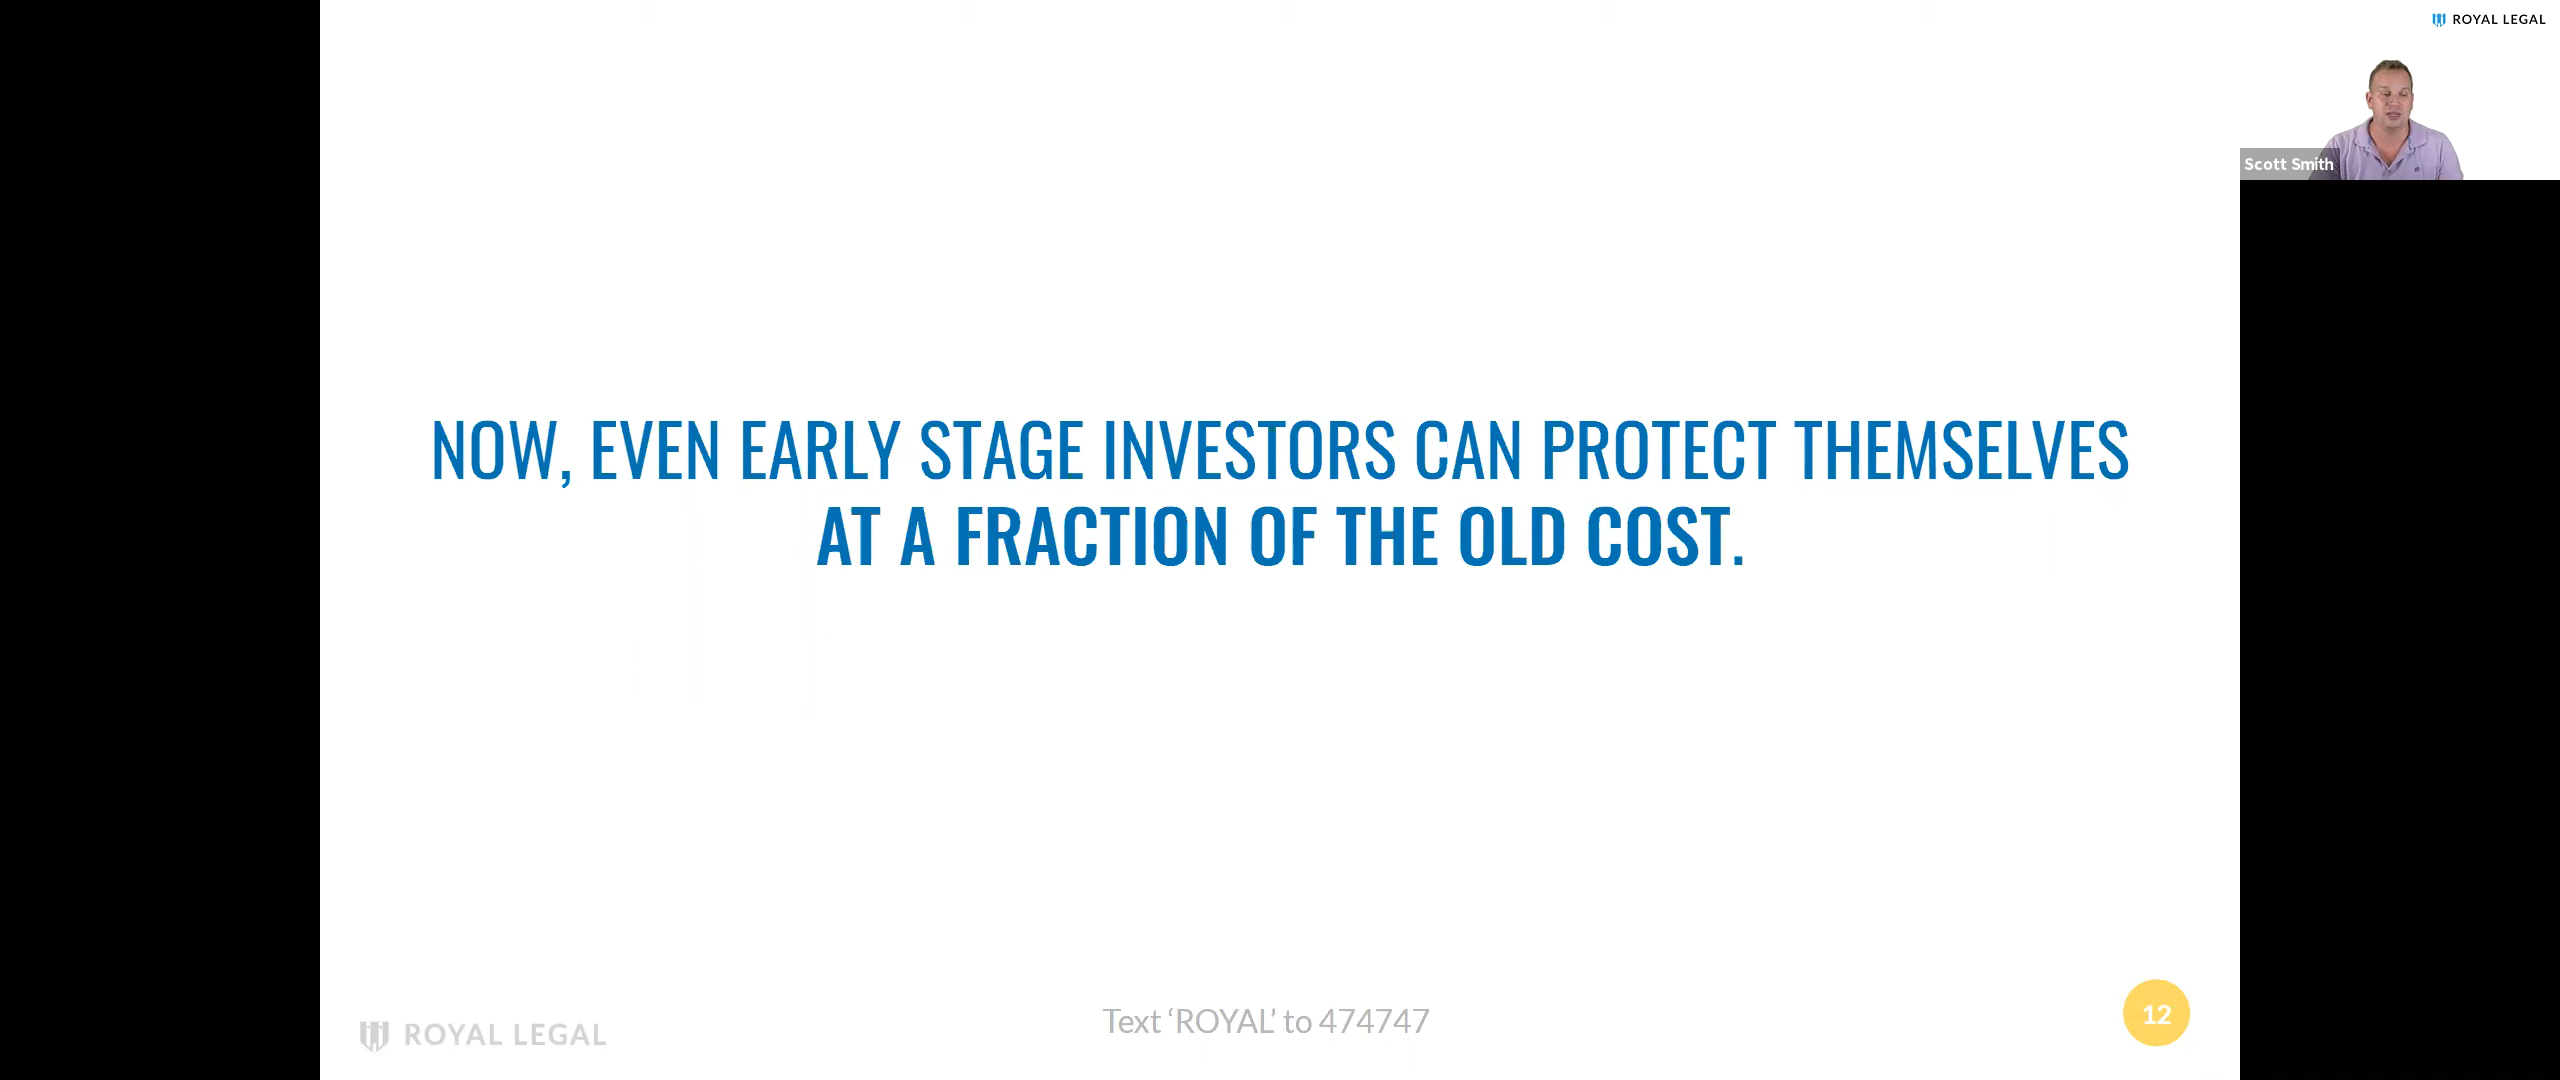 ROYAL LEGAL
Scott Smith
NOW, EVEN EARLY STAGE INVESTORS CAN PROTECT THEMSELVES
AT A FRACTION OF THE OLD COST.
ROYAL LEGAL
Text ‘ROYAL’ to 474747
12